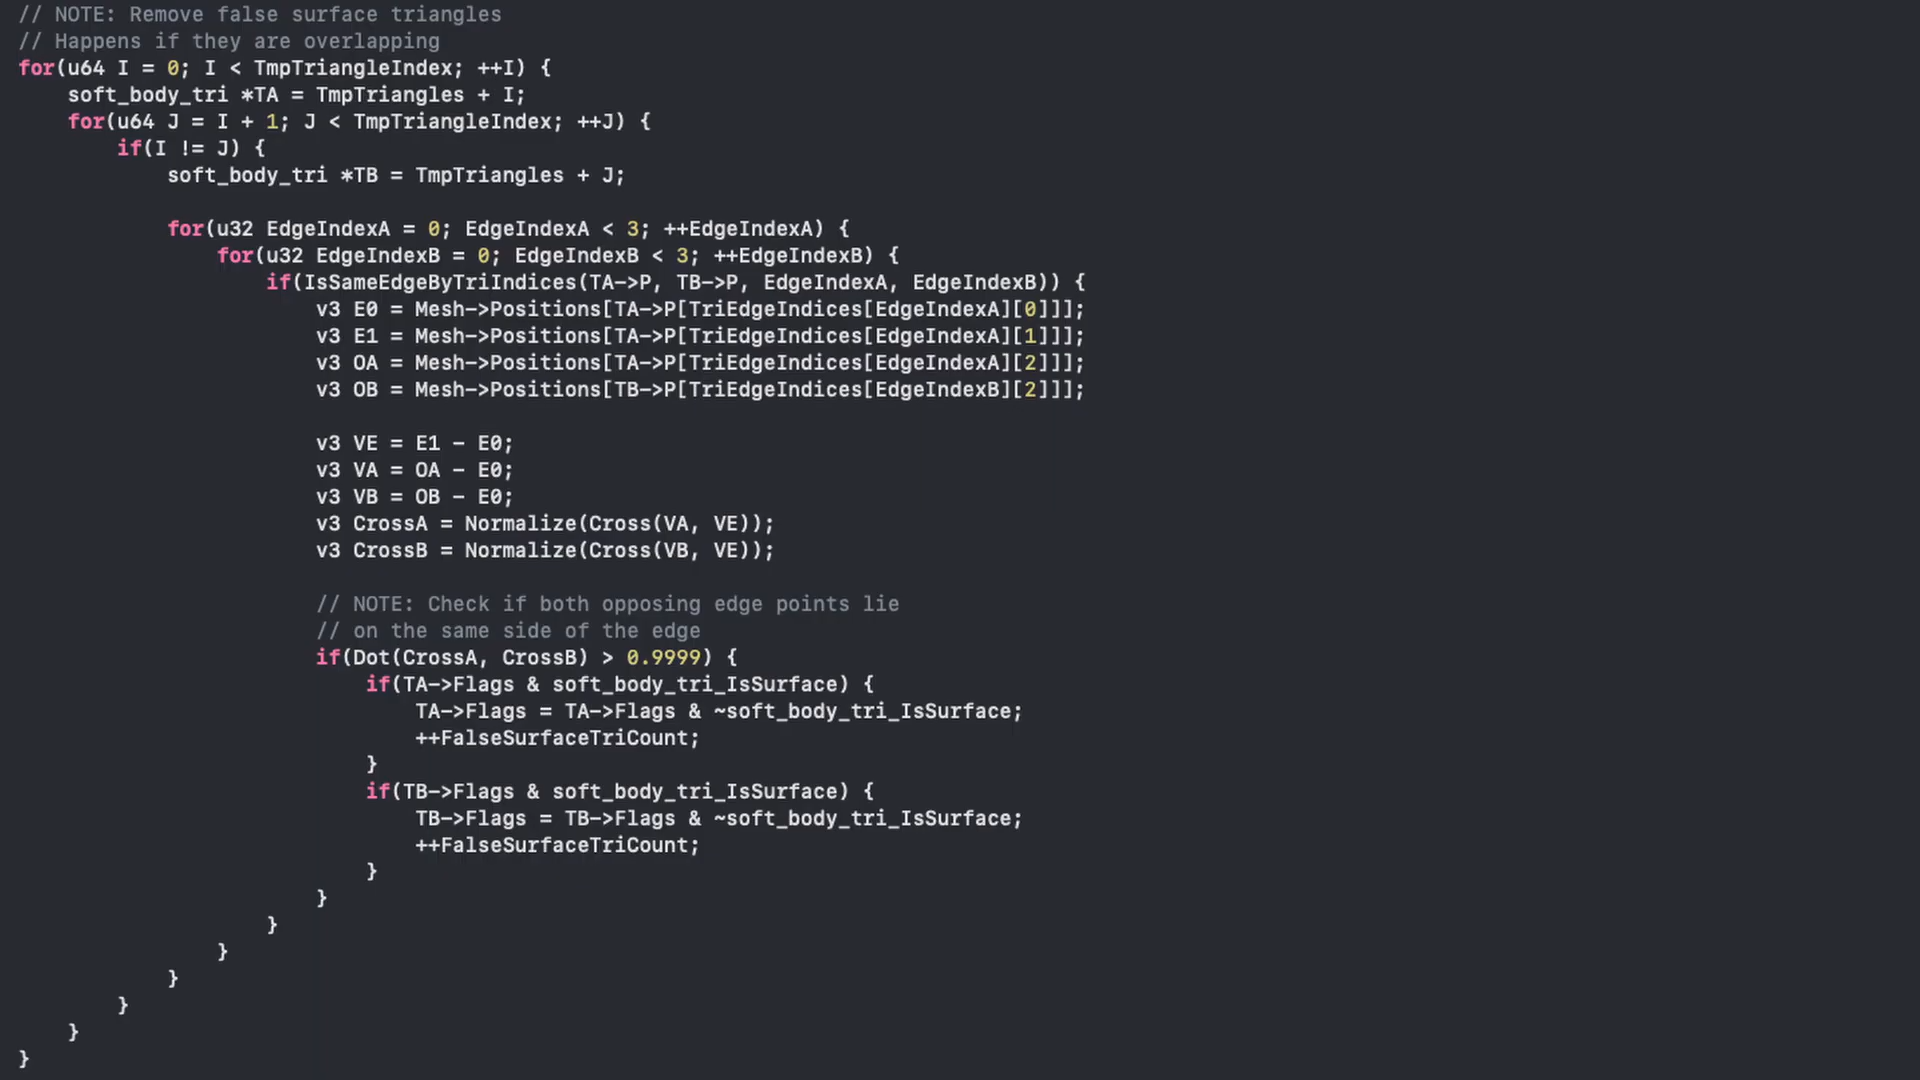 // NOTE: Remove false surface triangles
// Happens if they are overlapping
for(u64 I = 0; I < TmpTriangleIndex; ++I) {
    soft_body_tri *TA = TmpTriangles + I;
    for(u64 J = I + 1; J < TmpTriangleIndex; ++J) {
        if(I != J) {
            soft_body_tri *TB = TmpTriangles + J;

            for(u32 EdgeIndexA = 0; EdgeIndexA < 3; ++EdgeIndexA) {
                for(u32 EdgeIndexB = 0; EdgeIndexB < 3; ++EdgeIndexB) {
                    if(IsSameEdgeByTriIndices(TA->P, TB->P, EdgeIndexA, EdgeIndexB)) {
                        v3 E0 = Mesh->Positions[TA->P[TriEdgeIndices[EdgeIndexA][0]]];
                        v3 E1 = Mesh->Positions[TA->P[TriEdgeIndices[EdgeIndexA][1]]];
                        v3 OA = Mesh->Positions[TA->P[TriEdgeIndices[EdgeIndexA][2]]];
                        v3 OB = Mesh->Positions[TB->P[TriEdgeIndices[EdgeIndexB][2]]];

                        v3 VE = E1 - E0;
                        v3 VA = OA - E0;
                        v3 VB = OB - E0;
                        v3 CrossA = Normalize(Cross(VA, VE));
                        v3 CrossB = Normalize(Cross(VB, VE));

                        // NOTE: Check if both opposing edge points lie
                        // on the same side of the edge
                        if(Dot(CrossA, CrossB) > 0.9999) {
                            if(TA->Flags & soft_body_tri_IsSurface) {
                                TA->Flags = TA->Flags & ~soft_body_tri_IsSurface;
                                ++FalseSurfaceTriCount;
                            }
                            if(TB->Flags & soft_body_tri_IsSurface) {
                                TB->Flags = TB->Flags & ~soft_body_tri_IsSurface;
                                ++FalseSurfaceTriCount;
                            }
                        }
                    }
                }
            }
        }
    }
}